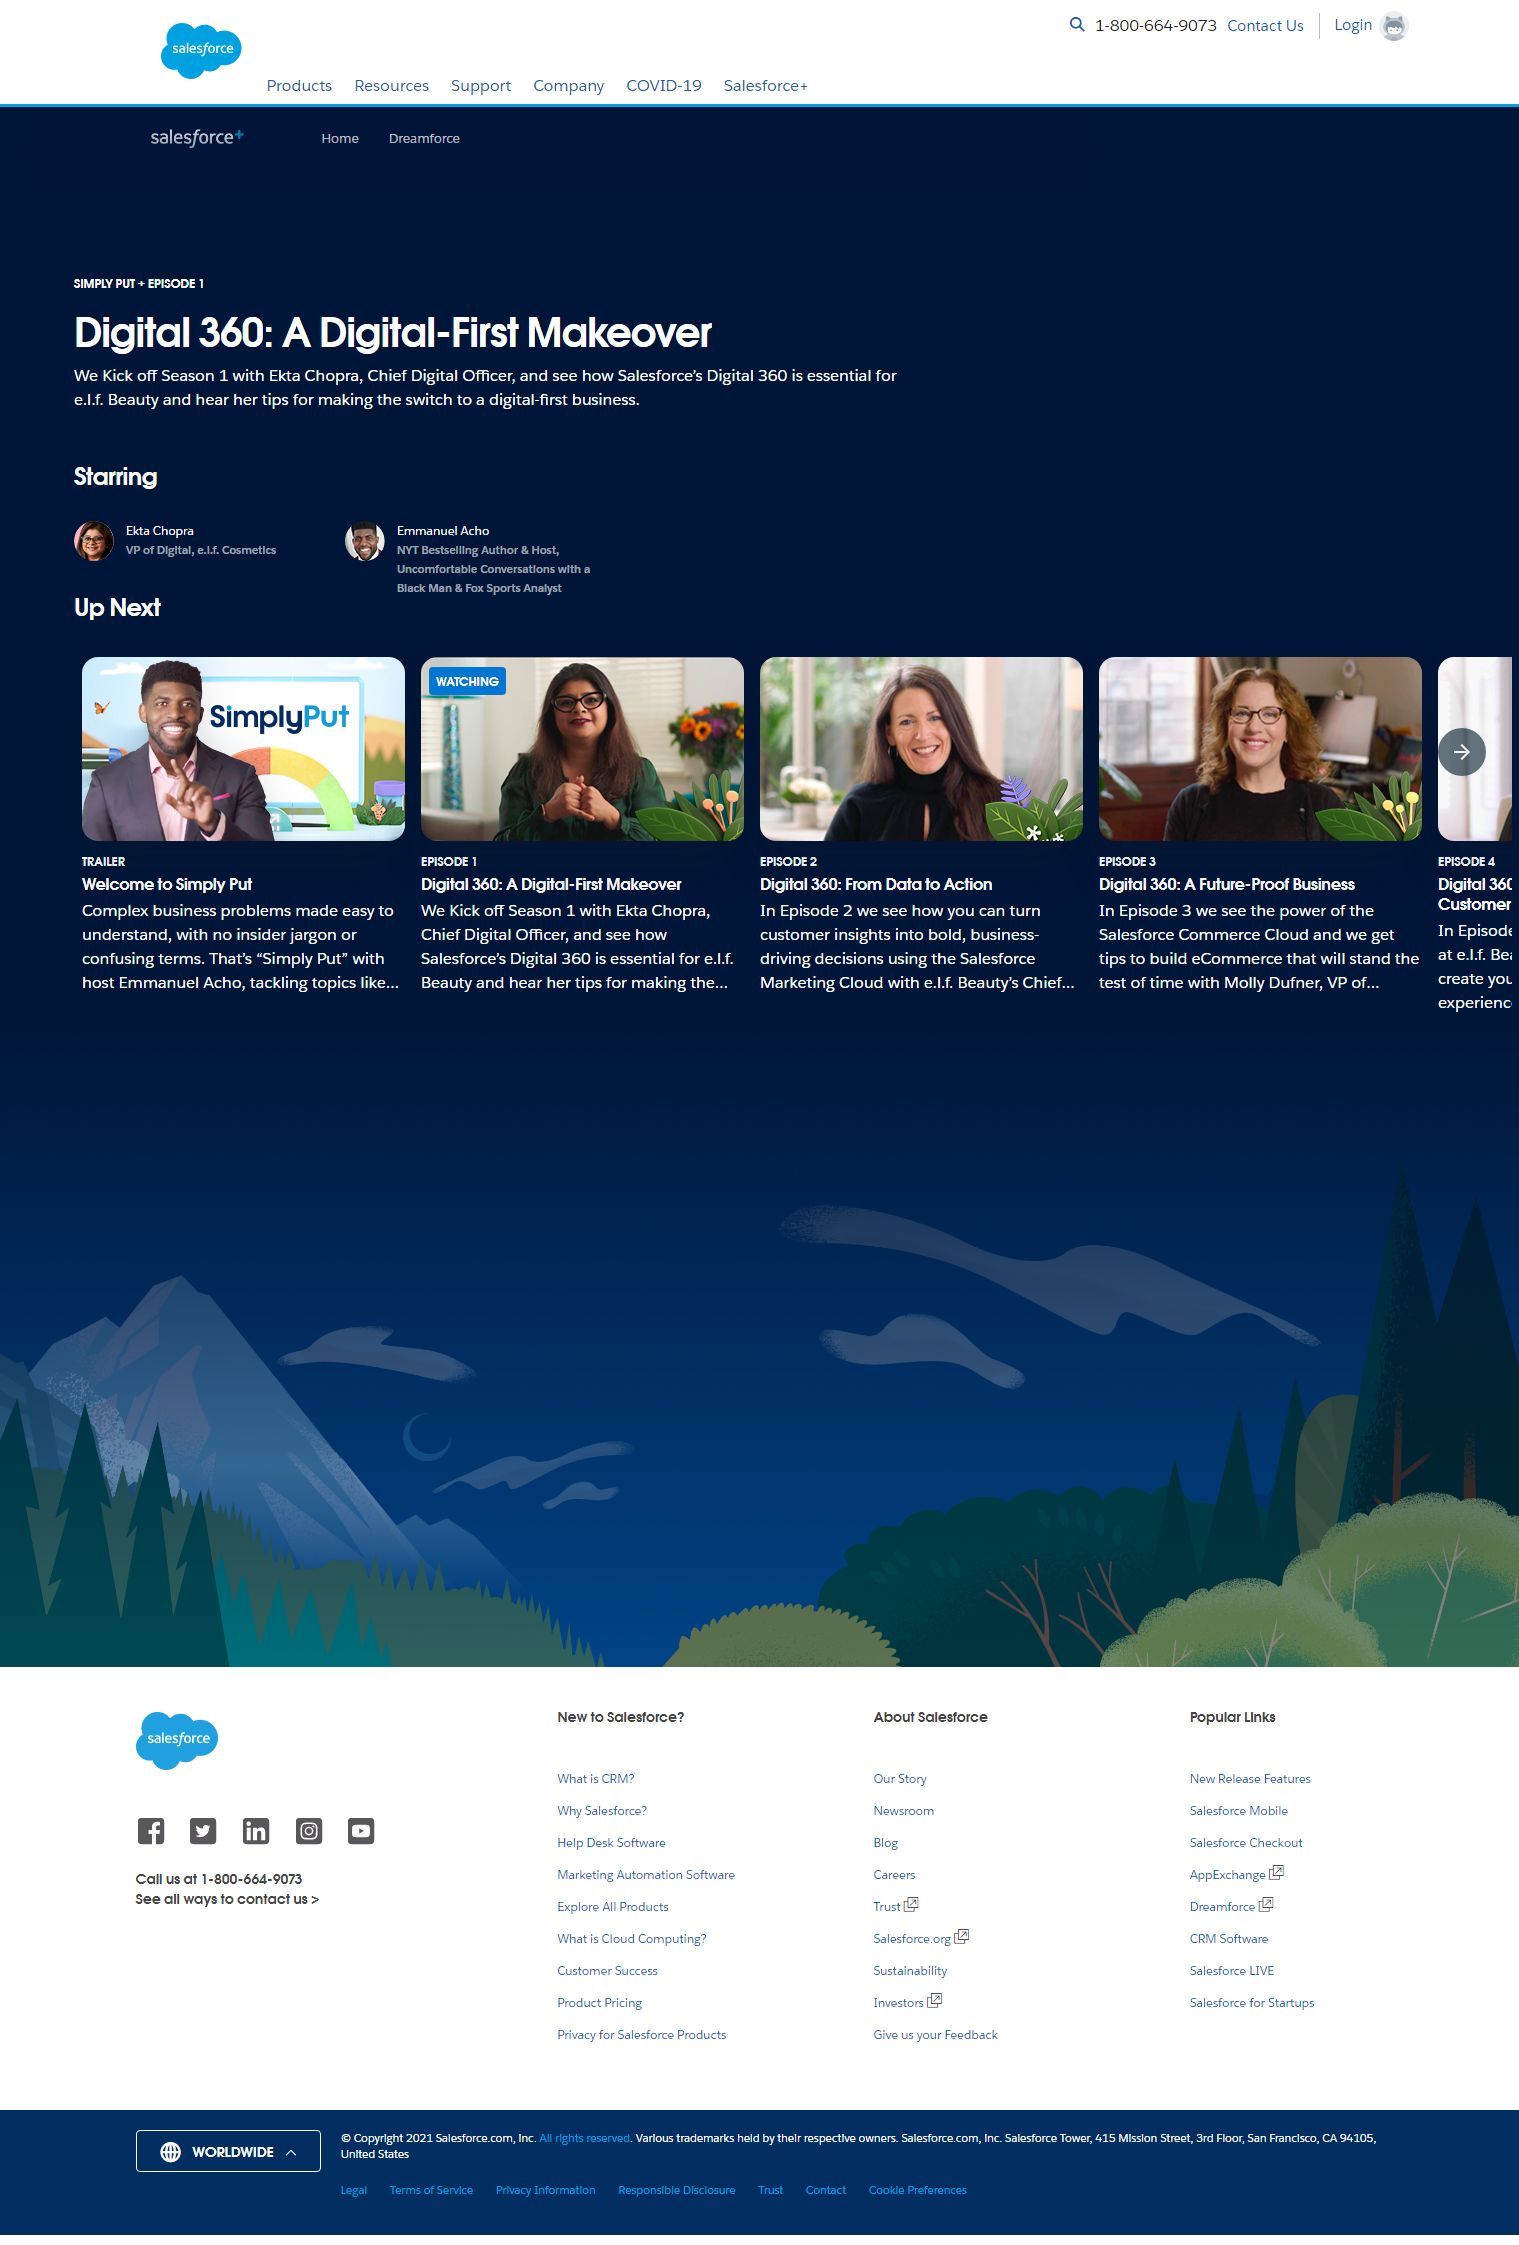 1-800-664-9073 Contact Us Login
salesforce
Products Resources Support Company COVID-19 Salesforce+
salesforce+ Home Dreamforce
SIMPLY PUT + EPISODE 1
Digital 360: A Digital-First Makeover
We Kick off Season 1 with Ekta Chopra, Chief Digital Officer, and see how Salesforce’s Digital 360 is essential for
e.l.f. Beauty and hear her tips for making the switch to a digital-first business.
Starring
Ekta Chopra
VP of Digital, e.l.f. Cosmetics
Emmanuel Acho
NYT Bestselling Author & Host,
Uncomfortable Conversations with a
Black Man & Fox Sports Analyst
Up Next
SimplyPut
TRAILER
Welcome to Simply Put
Complex business problems made easy to
understand, with no insider jargon or
confusing terms. That’s “Simply Put” with
host Emmanuel Acho, tackling topics like...
WATCHING
EPISODE 1
Digital 360: A Digital-First Makeover
We Kick off Season 1 with Ekta Chopra,
Chief Digital Officer, and see how
Salesforce’s Digital 360 is essential for e.l.f.
Beauty and hear her tips for making the...
EPISODE 2
Digital 360: From Data to Action
In Episode 2 we see how you can turn
customer insights into bold, business-
driving decisions using the Salesforce
Marketing Cloud with e.l.f. Beauty’s Chief...
EPISODE 3
Digital 360: A Future-Proof Business
In Episode 3 we see the power of the
Salesforce Commerce Cloud and we get
tips to build eCommerce that will stand the
test of time with Molly Dufner, VP of...
EPISODE 4
Digital 360
Customer
In Episode
at e.l.f.
create
salesforce
Call us at 1-800-664-9073
See all ways to contact us >
New to Salesforce?
What is CRM?
Why Salesforce?
Help Desk Software
Marketing Automation Software
Explore All Products
What is Cloud Computing?
Customer Success
Product Pricing
Privacy for Salesforce Products
About Salesforce
Our Story
Newsroom
Blog
Careers
Trust
Salesforce.org
Sustainability
Investors
Give us your Feedback
Popular Links
New Release Features
Salesforce Mobile
Salesforce Checkout
AppExchange
Dreamforce
CRM Software
Salesforce LIVE
Salesforce for Startups
WORLDWIDE
© Copyright 2021 Salesforce.com, Inc. All rights reserved. Various trademarks held by their respective owners. Salesforce.com, Inc. Salesforce Tower, 415 Mission Street, 3rd Floor, San Francisco, CA 94105,
United States
Legal Terms of Service Privacy Information Responsible Disclosure Trust Contact Cookie Preferences